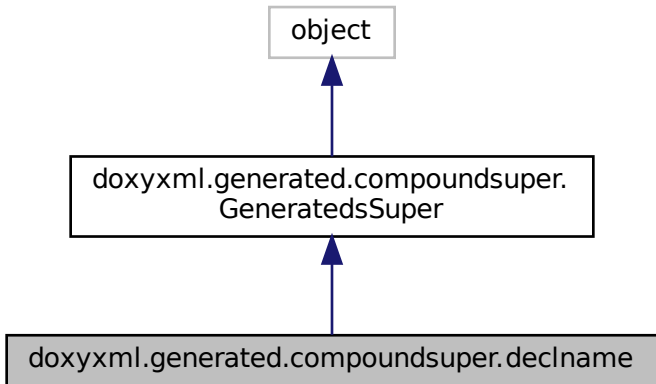 object
doxyxml.generated.compoundsuper.
GeneratedsSuper
doxyxml.generated.compoundsuper.declname